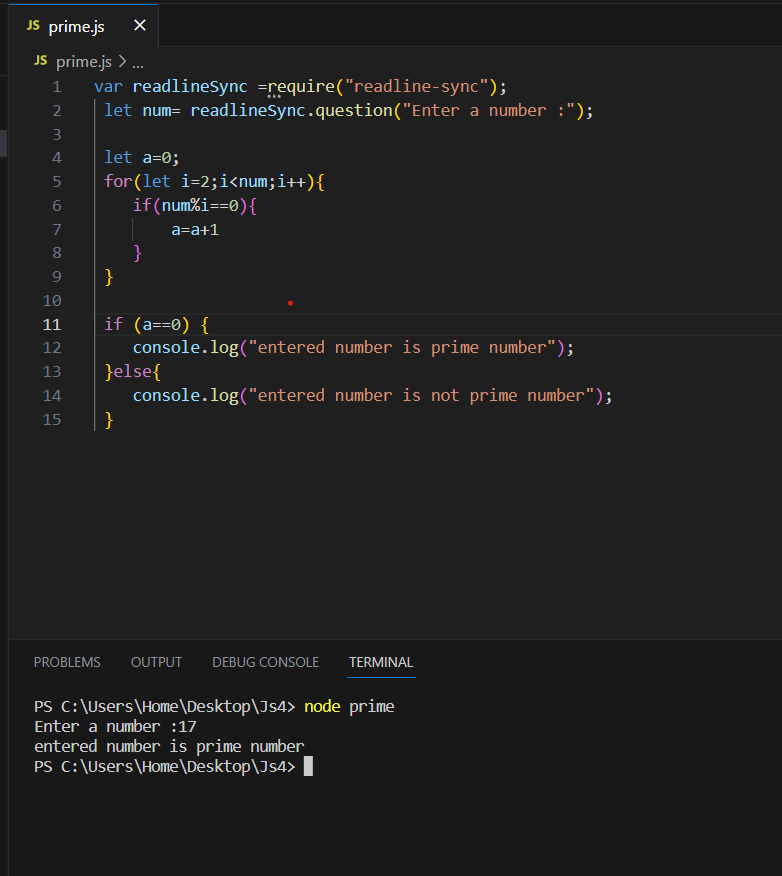 JS prime.js ×
JS prime.js > ...
1 var readlineSync =require("readline-sync");
2 let num= readlineSync.question("Enter a number :");
3
4 let a=0;
5 for(let i=2;i<num;i++){
6 if(num%i==0){
7 a=a+1
8 }
9 }
10
11 if (a==0) {
12 console.log("entered number is prime number");
13 }else{
14 console.log("entered number is not prime number");
15 }
PROBLEMS OUTPUT DEBUG CONSOLE TERMINAL
PS C:\Users\Home\Desktop\Js4> node prime
Enter a number :17
entered number is prime number
PS C:\Users\Home\Desktop\Js4>